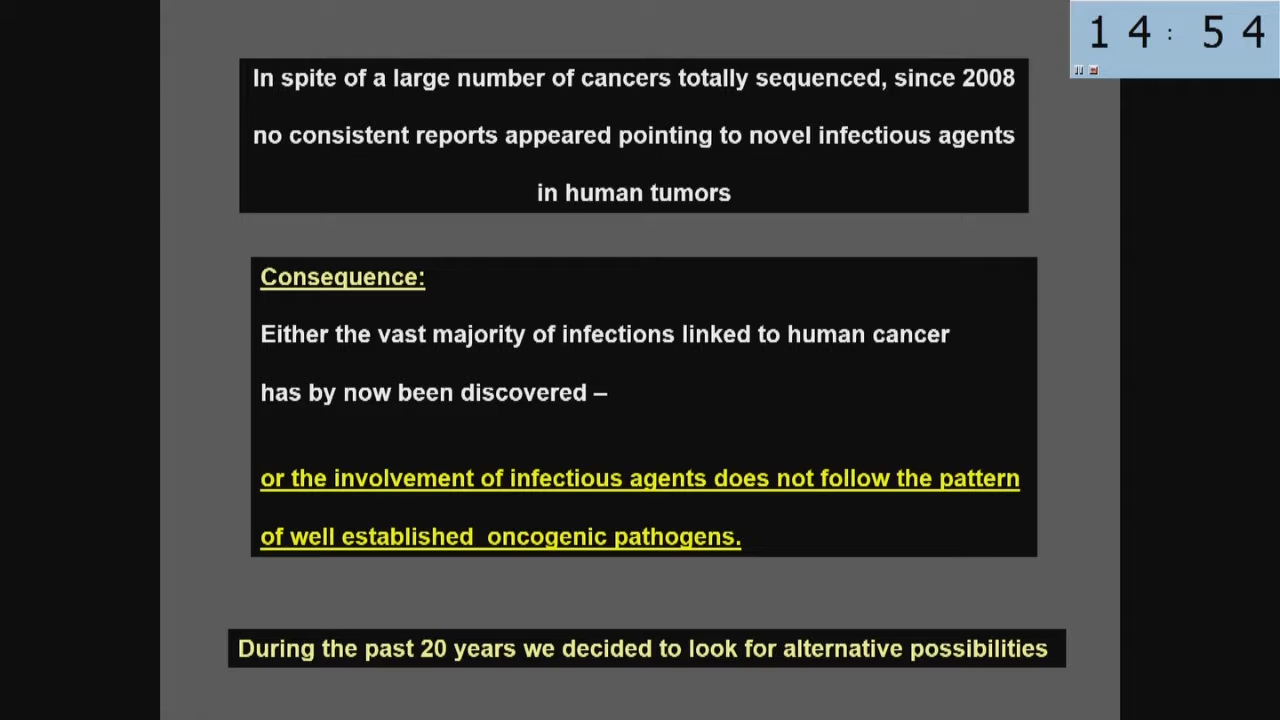 14:54
In spite of a large number of cancers totally sequenced, since 2008
no consistent reports appeared pointing to novel infectious agents
in human tumors
Consequence:
Either the vast majority of infections linked to human cancer
has by now been discovered –
or the involvement of infectious agents does not follow the pattern
of well established oncogenic pathogens.
During the past 20 years we decided to look for alternative possibilities